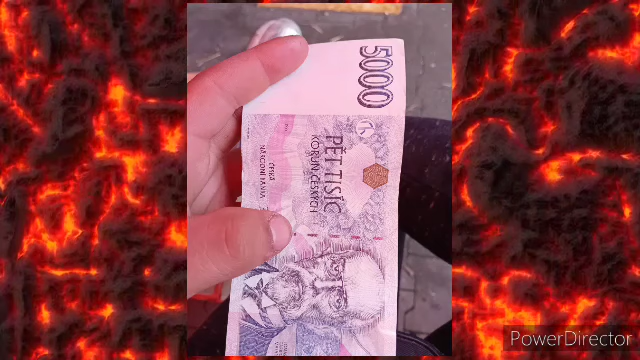 5000
PĚT TISÍC
KORUN ČESKÝCH
ČESKÁ
NÁRODNÍ BANKA
PowerDirector